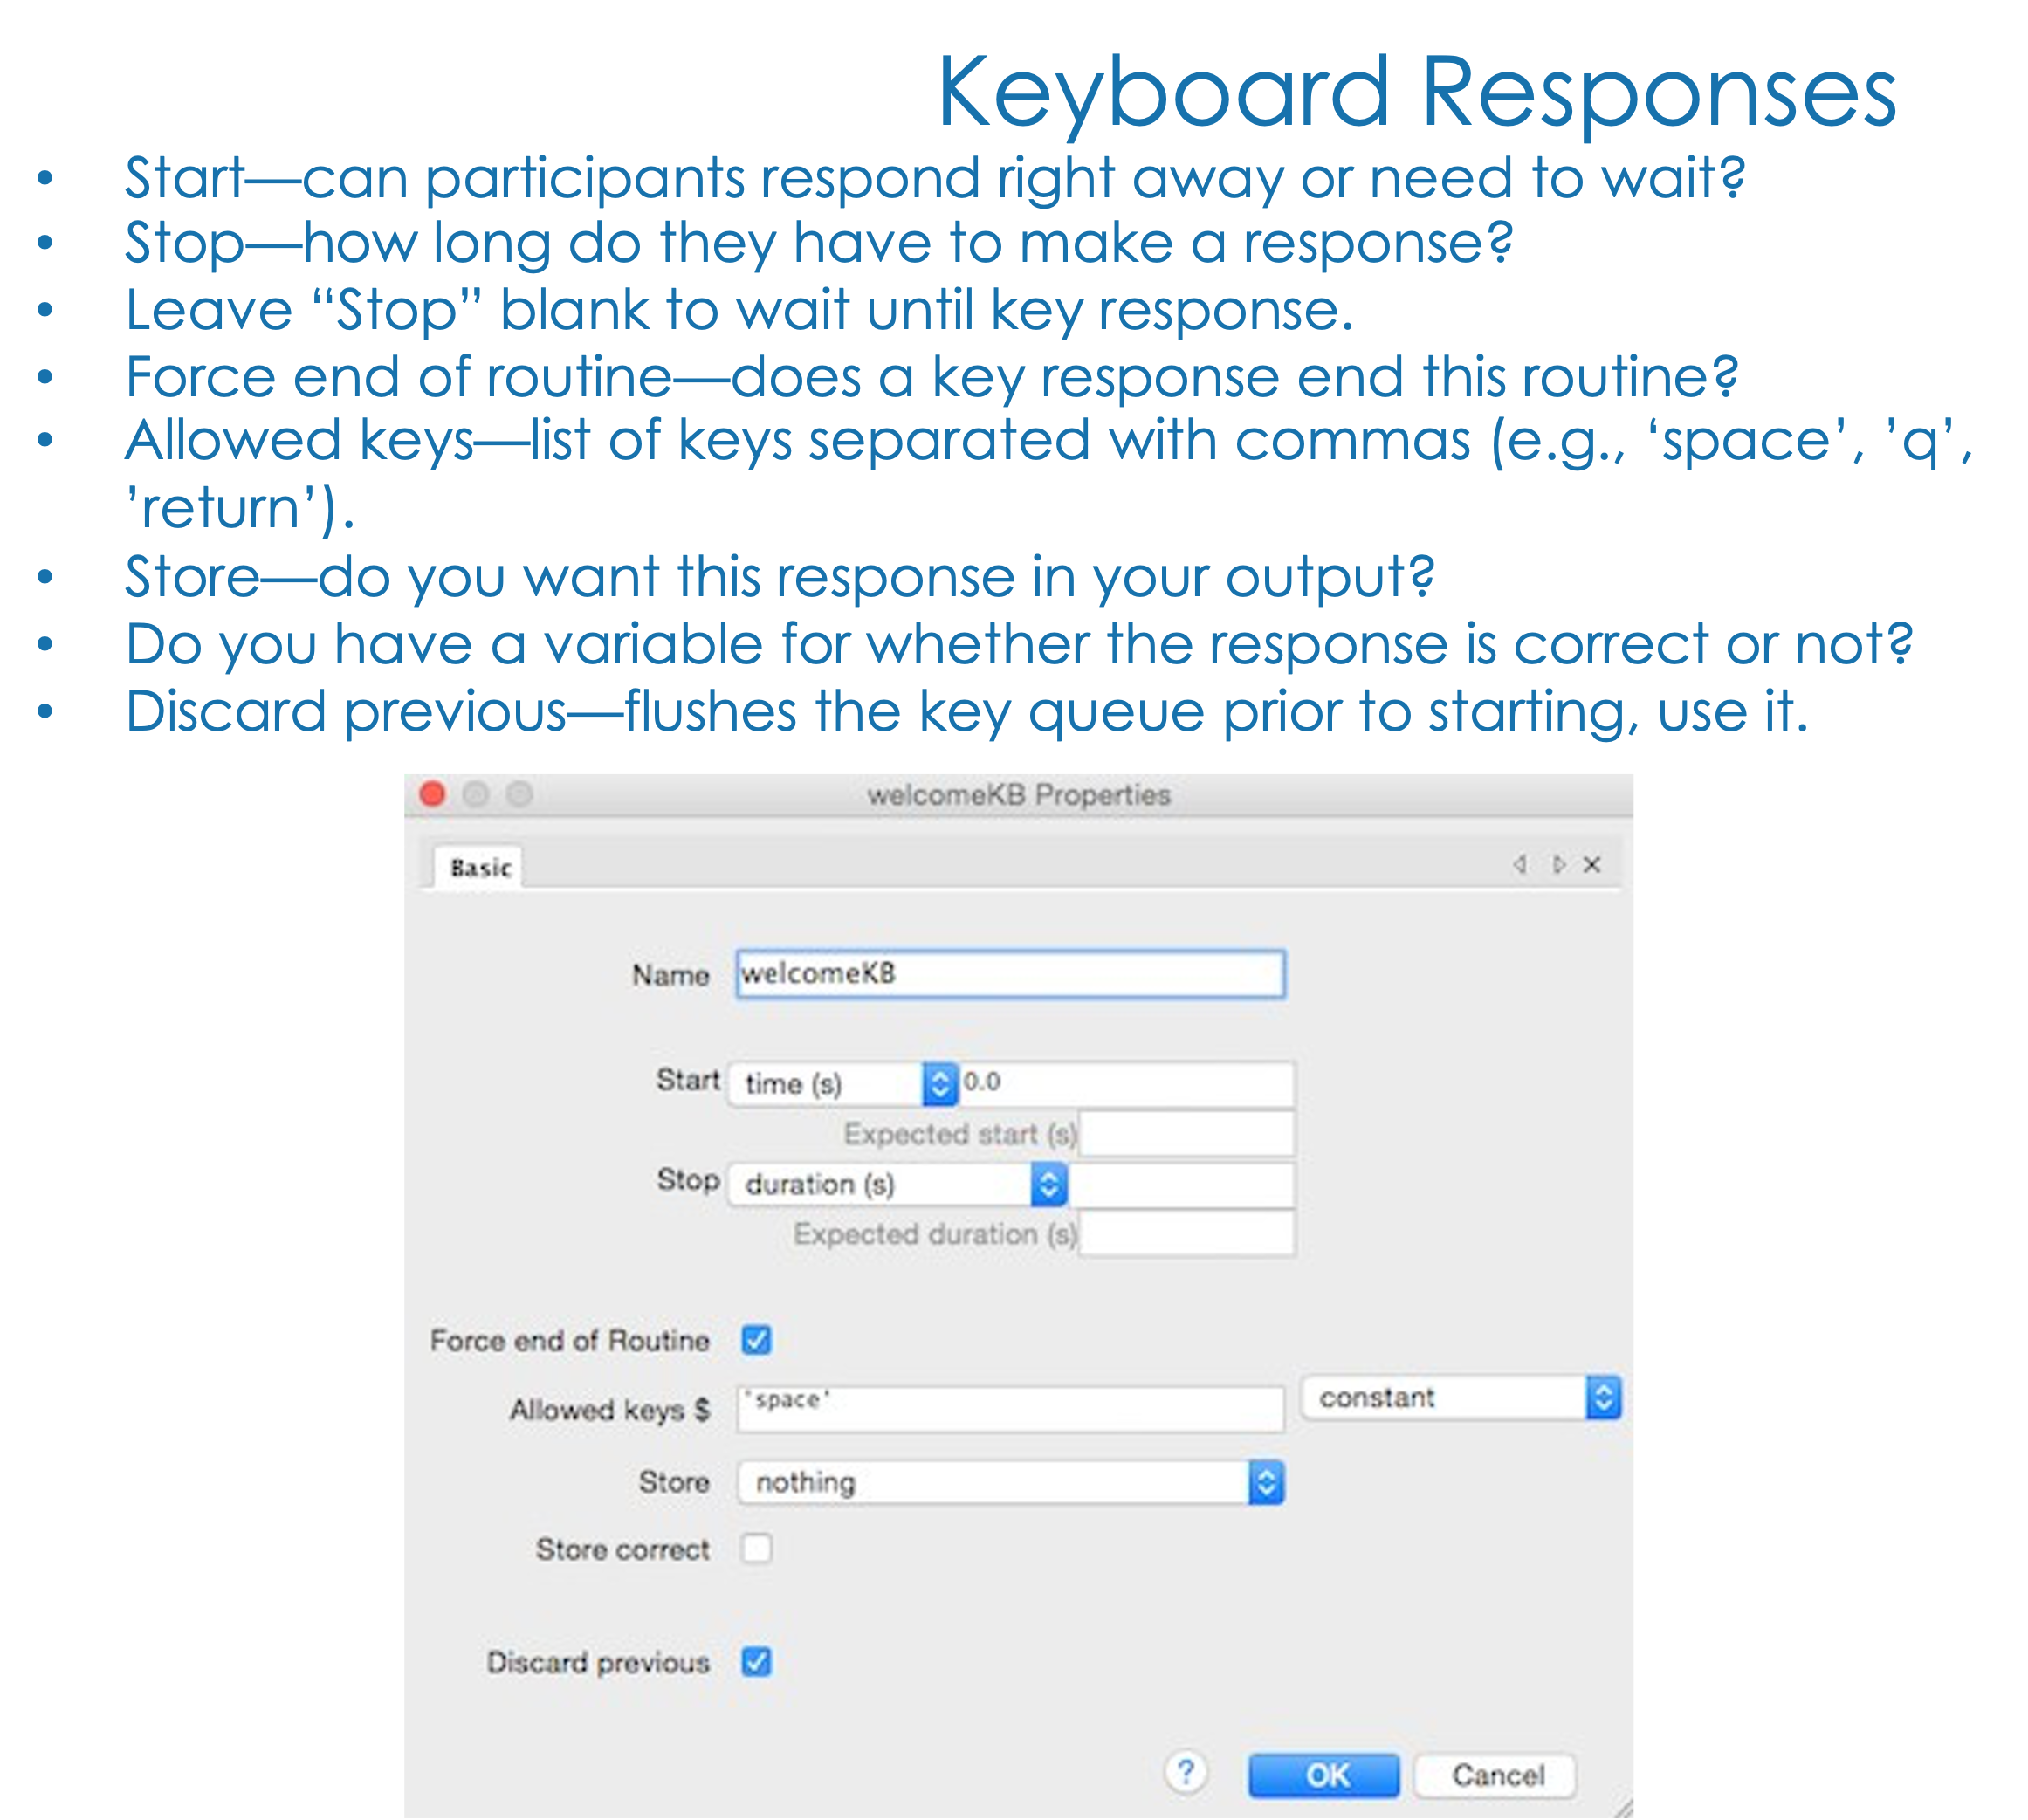 Keyboard Responses
• Start—can participants respond right away or need to wait?
• Stop—how long do they have to make a response?
• Leave “Stop” blank to wait until key response.
• Force end of routine—does a key response end this routine?
• Allowed keys—list of keys separated with commas (e.g., ‘space’, ’q’,
’return’).
• Store—do you want this response in your output?
• Do you have a variable for whether the response is correct or not?
• Discard previous—flushes the key queue prior to starting, use it.
welcomeKB Properties
Basic
Name welcomeKB
Start time (s) 0.0
Expected start (s)
Stop duration (s)
Expected duration (s)
Force end of Routine
Allowed keys $ 'space' constant
Store nothing
Store correct
Discard previous
? OK Cancel